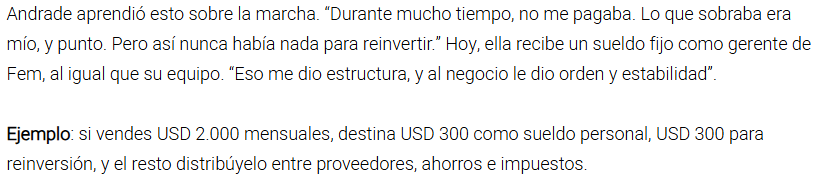 Andrade aprendió esto sobre la marcha. “Durante mucho tiempo, no me pagaba. Lo que sobraba era
mío, y punto. Pero así nunca había nada para reinvertir.” Hoy, ella recibe un sueldo fijo como gerente de
Fem, al igual que su equipo. “Eso me dio estructura, y al negocio le dio orden y estabilidad”.
Ejemplo: si vendes USD 2.000 mensuales, destina USD 300 como sueldo personal, USD 300 para
reinversión, y el resto distribúyelo entre proveedores, ahorros e impuestos.